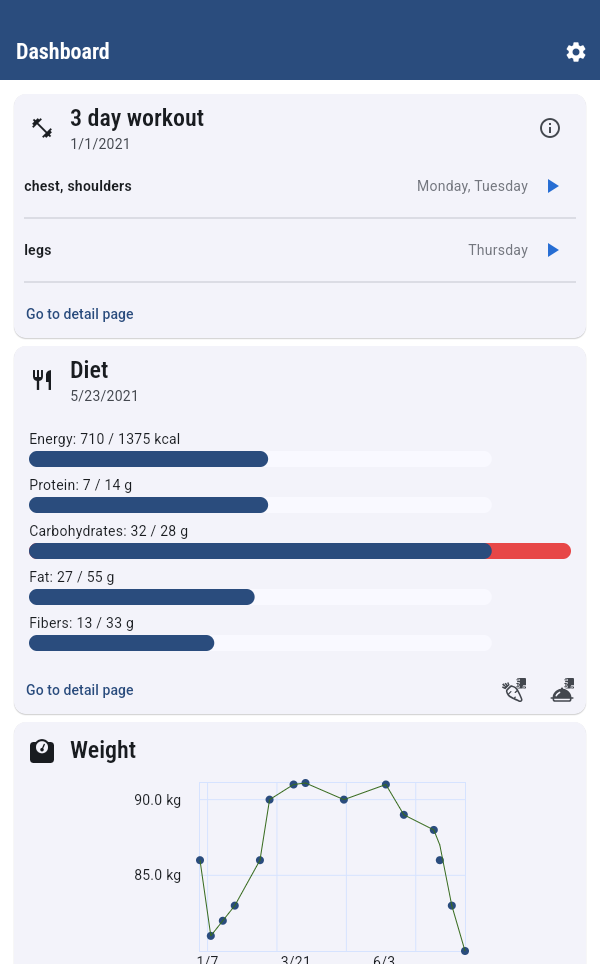 Dashboard
3 day workout
1/1/2021
chest, shoulders Monday, Tuesday
legs Thursday
Go to detail page
Diet
5/23/2021
Energy: 710 / 1375 kcal
Protein: 7 / 14 g
Carbohydrates: 32 / 28 g
Fat: 27 / 55 g
Fibers: 13 / 33 g
Go to detail page
Weight
90.0 kg
85.0 kg
1/7 3/21 6/3